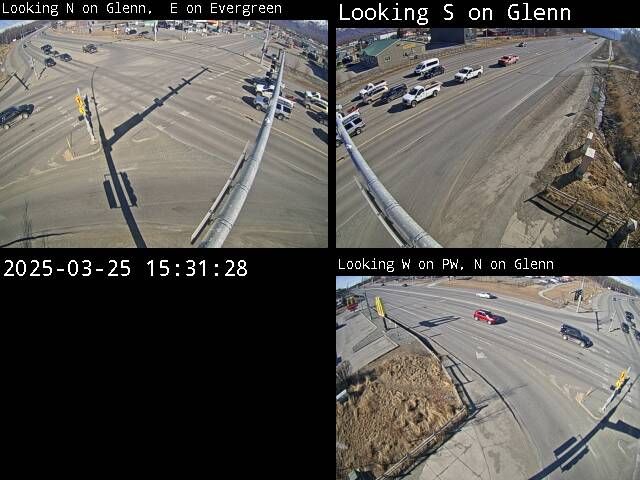 Looking N on Glenn,  E on Evergreen
Looking S on Glenn
2025-03-25 15:31:28
Looking W on PW, N on Glenn